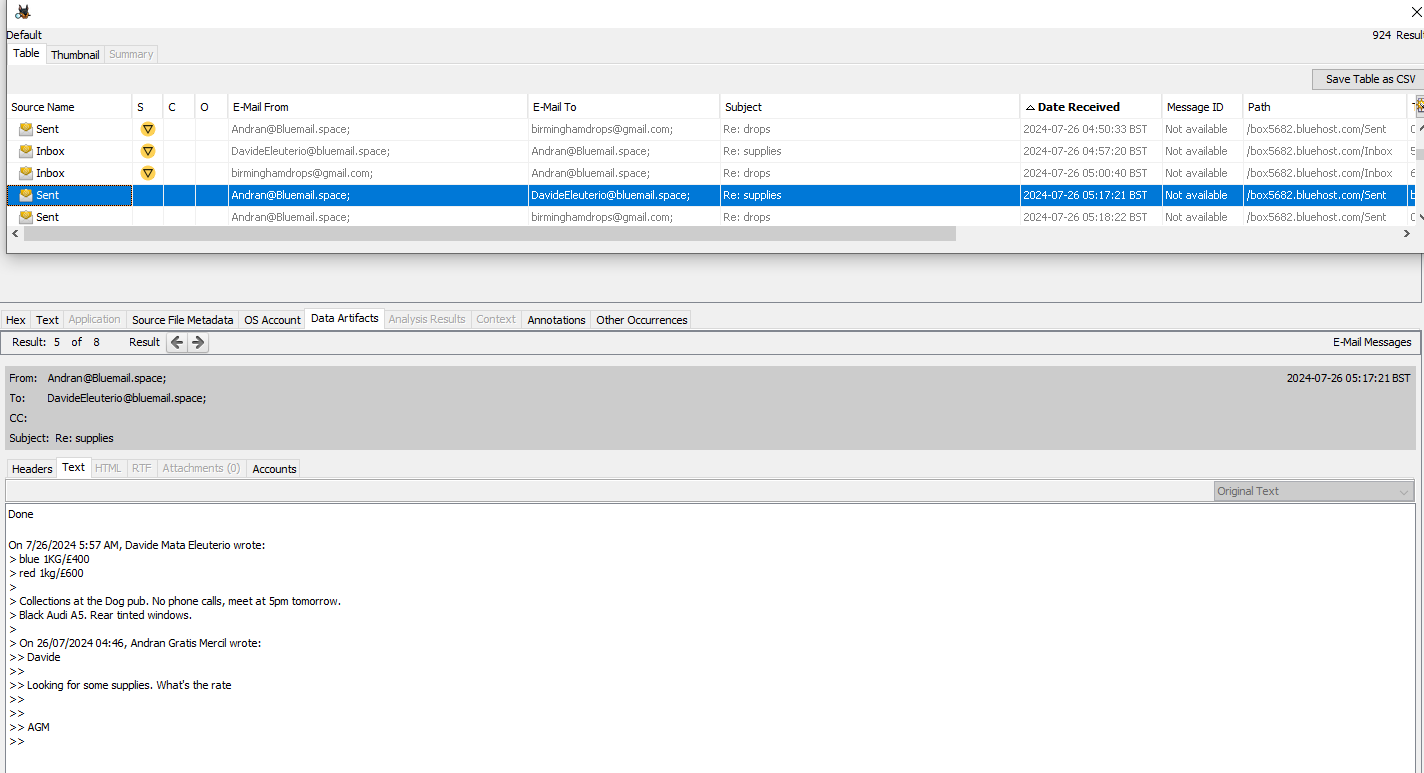 Default
924 Resul
Table Thumbnail Summary
Save Table as CSV
Source Name S C O E-Mail From E-Mail To Subject Date Received Message ID Path
Sent Andran@Bluemail.space; birminghamdrops@gmail.com; Re: drops 2024-07-26 04:50:33 BST Not available /box5682.bluehost.com/Sent
Inbox DavideEleuterio@bluemail.space; Andran@Bluemail.space; Re: supplies 2024-07-26 04:57:20 BST Not available /box5682.bluehost.com/Inbox
Inbox birminghamdrops@gmail.com; Andran@bluemail.space; Re: drops 2024-07-26 05:00:40 BST Not available /box5682.bluehost.com/Inbox
Sent Andran@Bluemail.space; DavideEleuterio@bluemail.space; Re: supplies 2024-07-26 05:17:21 BST Not available /box5682.bluehost.com/Sent
Sent Andran@Bluemail.space; birminghamdrops@gmail.com; Re: drops 2024-07-26 05:18:22 BST Not available /box5682.bluehost.com/Sent
Hex Text Application Source File Metadata OS Account Data Artifacts Analysis Results Context Annotations Other Occurrences
Result: 5 of 8 Result E-Mail Messages
From: Andran@Bluemail.space; 2024-07-26 05:17:21 BST
To: DavideEleuterio@bluemail.space;
CC:
Subject: Re: supplies
Headers Text HTML RTF Attachments (0) Accounts
Original Text
Done
On 7/26/2024 5:57 AM, Davide Mata Eleuterio wrote:
> blue 1KG/£400
> red 1kg/£600
>
> Collections at the Dog pub. No phone calls, meet at 5pm tomorrow.
> Black Audi A5. Rear tinted windows.
>
> On 26/07/2024 04:46, Andran Gratis Mercil wrote:
>> Davide
>>
>> Looking for some supplies. What's the rate
>>
>>
>> AGM
>>